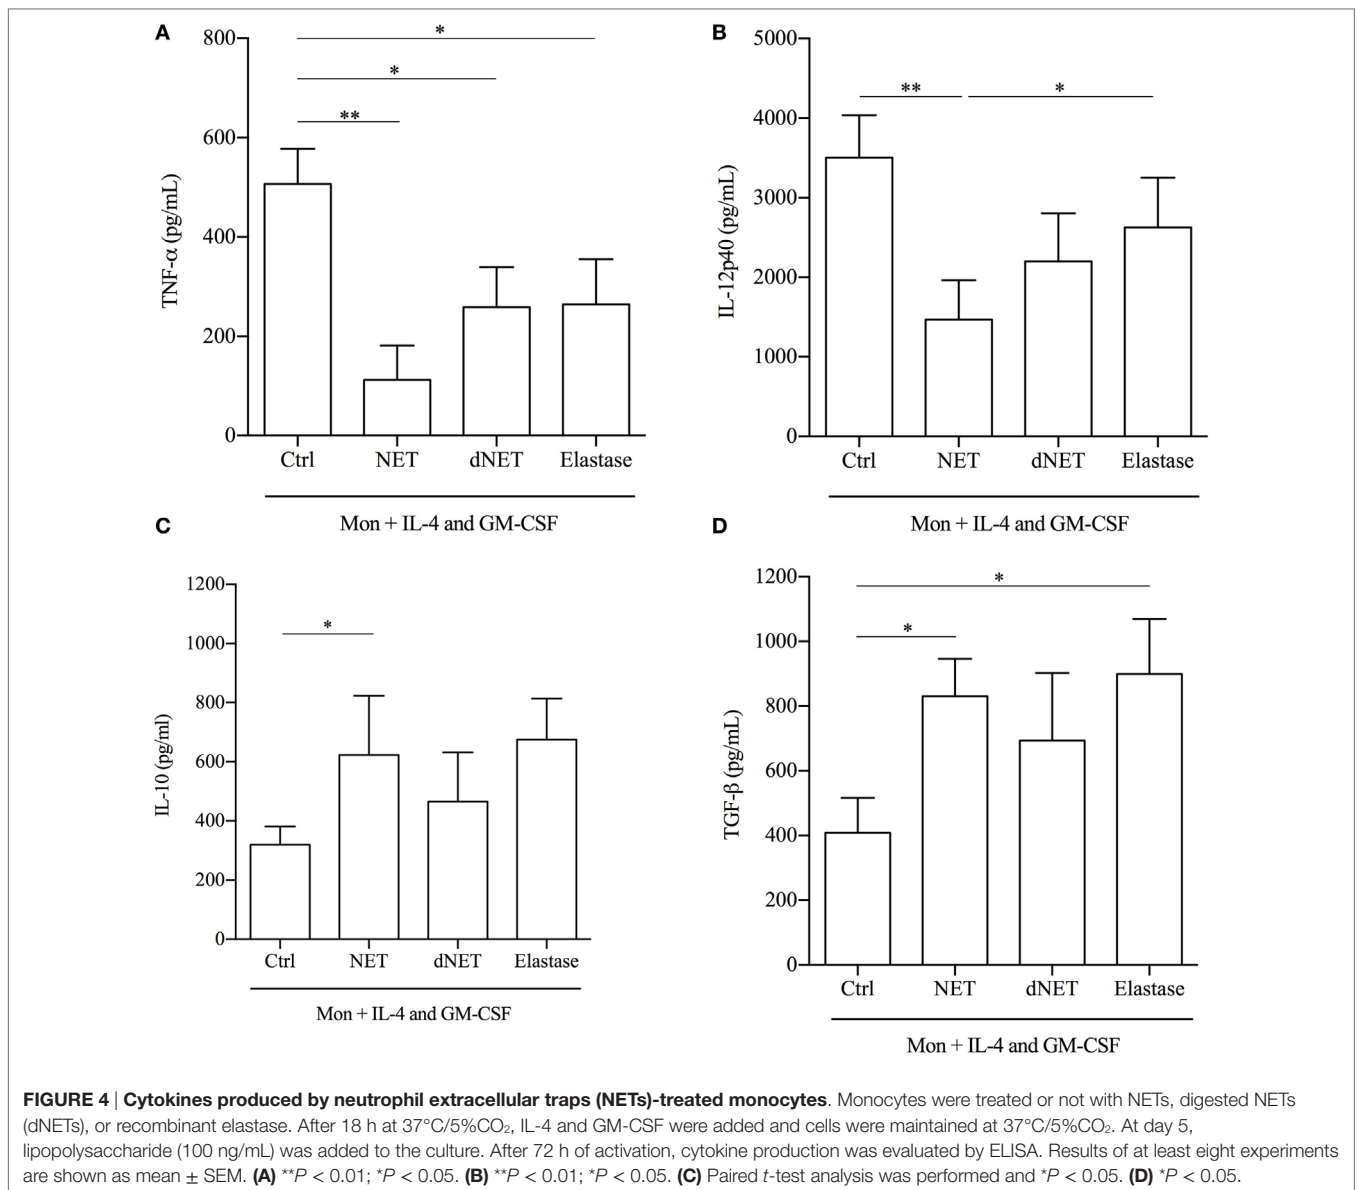 A
800
600
400
200
0
TNF-α (pg/mL)
*
*
**
Ctrl NET dNET Elastase
Mon + IL-4 and GM-CSF
B
5000
4000
3000
2000
1000
0
IL-12p40 (pg/mL)
** *
Ctrl NET dNET Elastase
Mon + IL-4 and GM-CSF
C
1200
1000
800
600
400
200
0
IL-10 (pg/ml)
*
Ctrl NET dNET Elastase
Mon + IL-4 and GM-CSF
D
1200
1000
800
600
400
200
0
TGF-β (pg/mL)
*
*
Ctrl NET dNET Elastase
Mon + IL-4 and GM-CSF
FIGURE 4 | Cytokines produced by neutrophil extracellular traps (NETs)-treated monocytes. Monocytes were treated or not with NETs, digested NETs
(dNETs), or recombinant elastase. After 18 h at 37°C/5%CO₂, IL-4 and GM-CSF were added and cells were maintained at 37°C/5%CO₂. At day 5,
lipopolysaccharide (100 ng/mL) was added to the culture. After 72 h of activation, cytokine production was evaluated by ELISA. Results of at least eight experiments
are shown as mean ± SEM. (A) **P < 0.01; *P < 0.05. (B) **P < 0.01; *P < 0.05. (C) Paired t-test analysis was performed and *P < 0.05. (D) *P < 0.05.